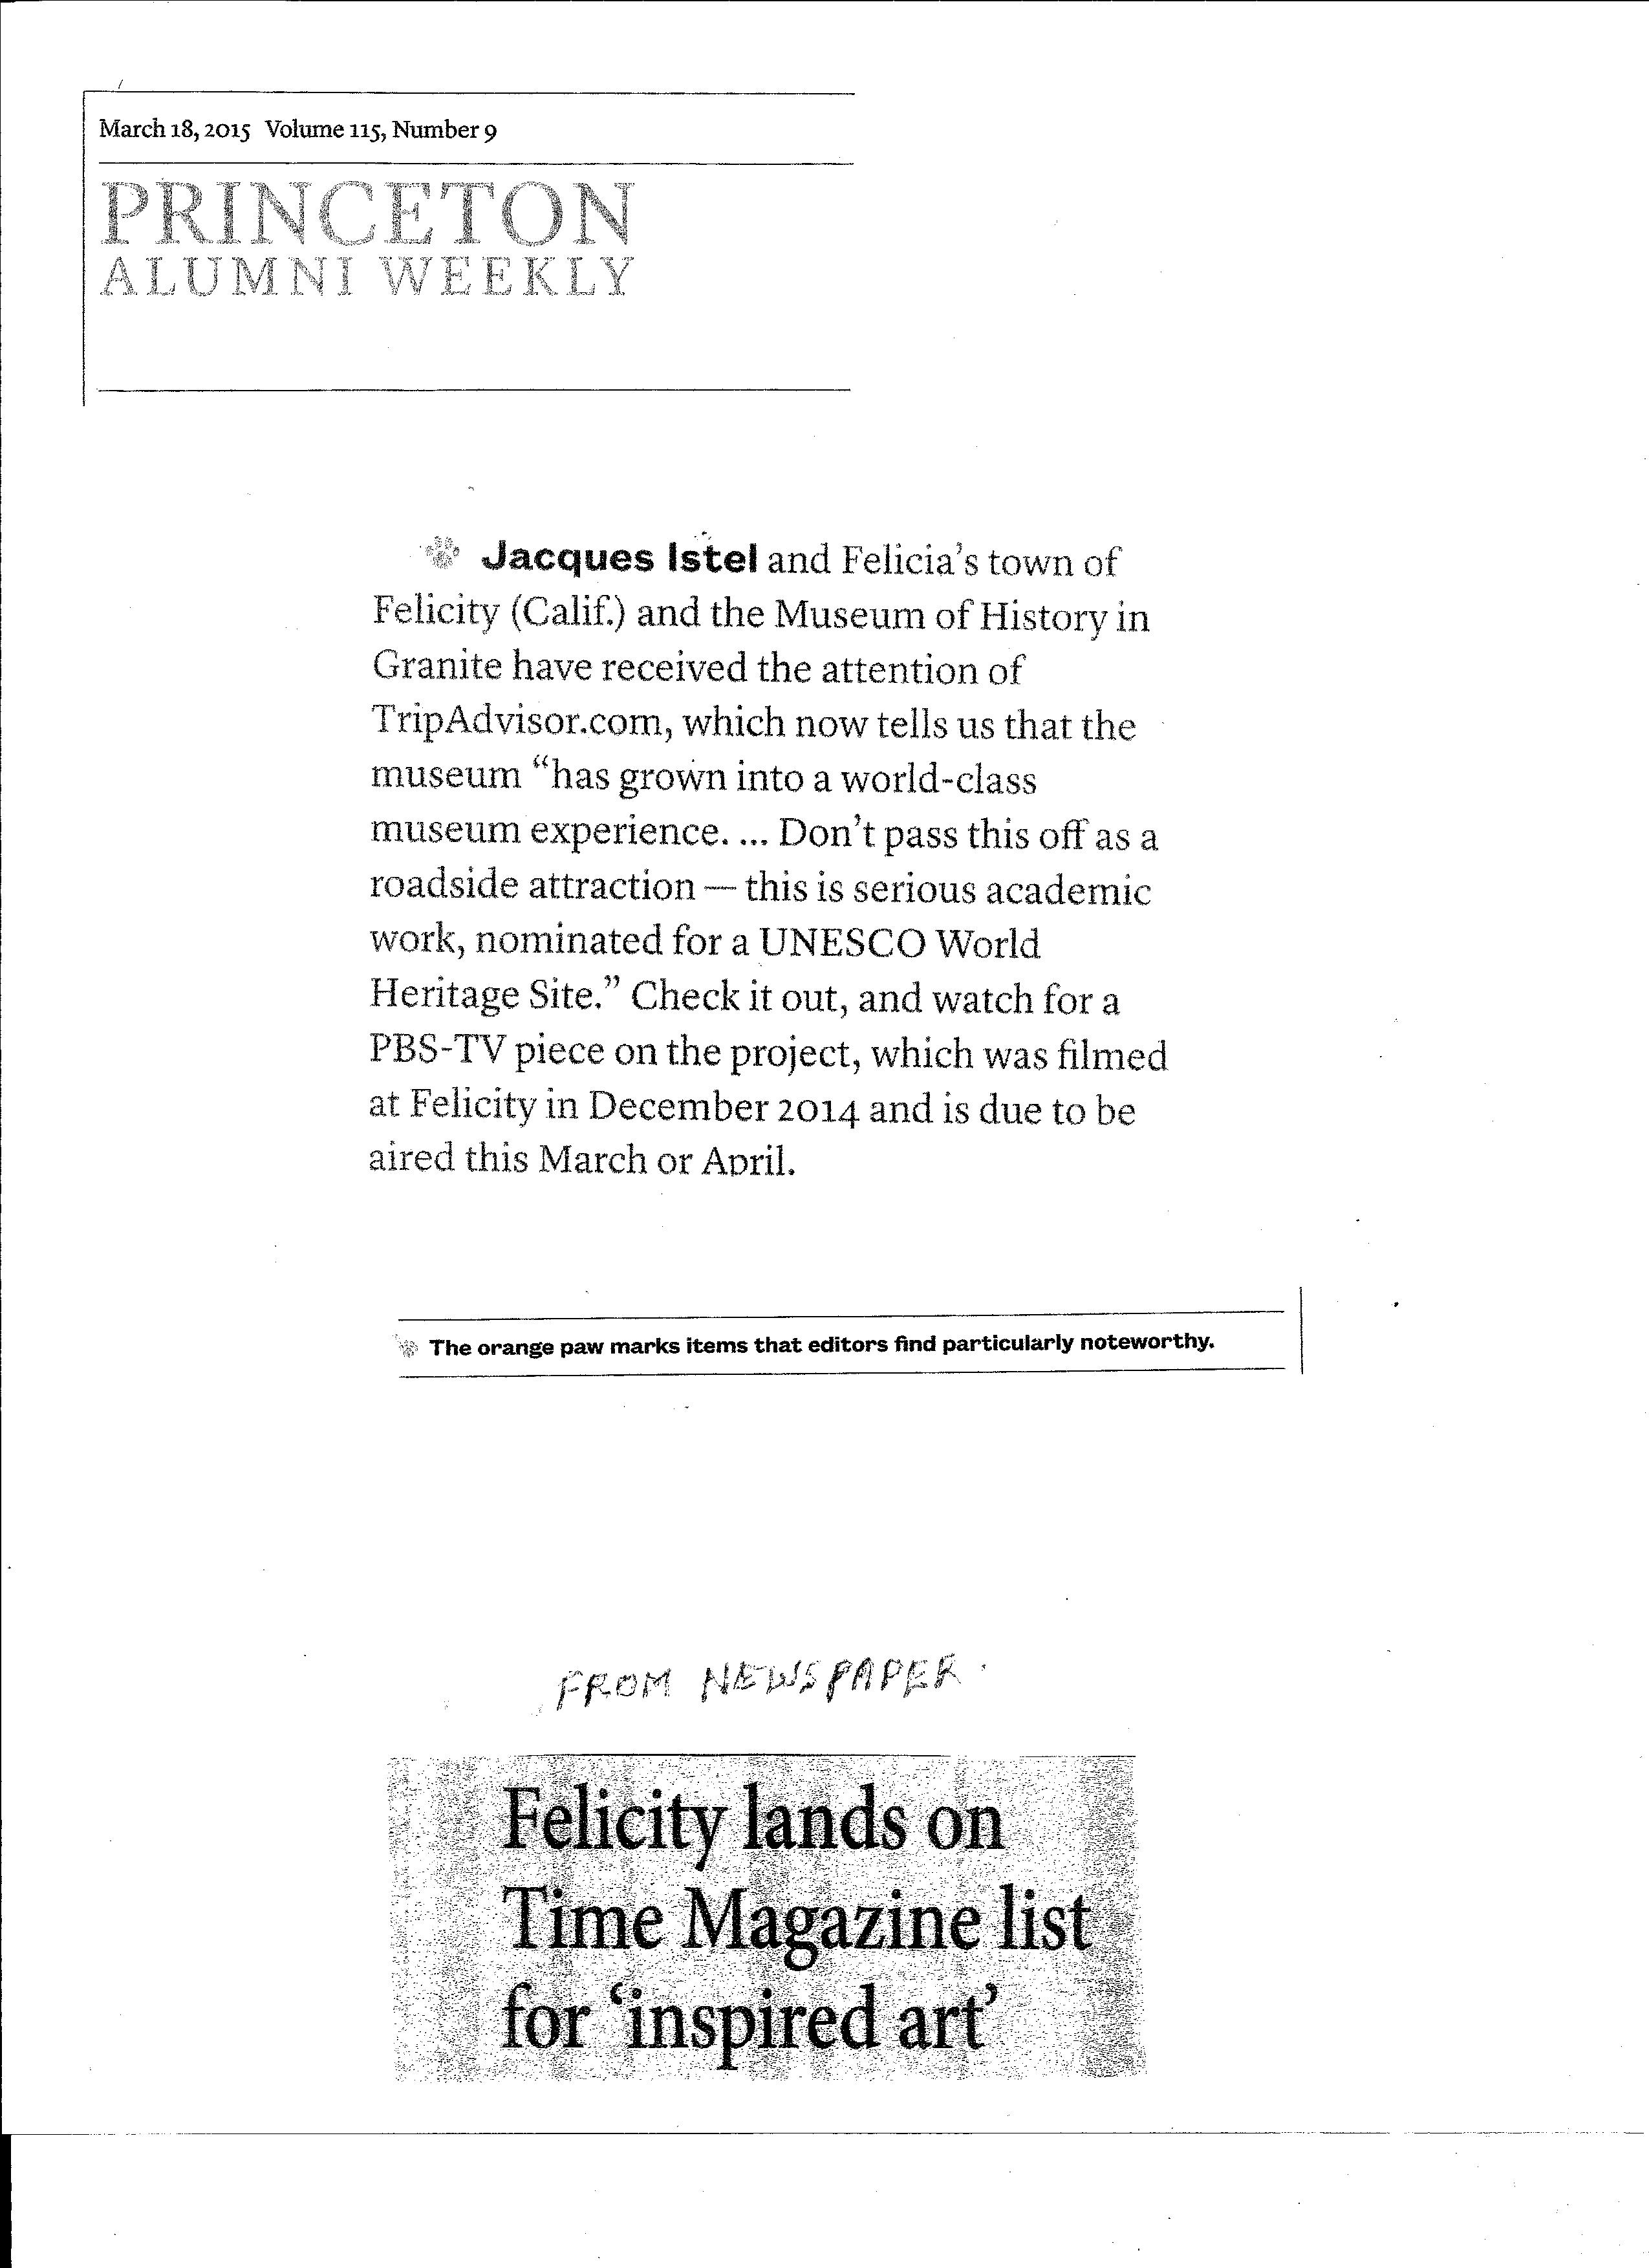 March 18, 2015 Volume 115, Number 9
PRINCETON
ALUMNI WEEKLY
Jacques Istel and Felicia's town of
Felicity (Calif.) and the Museum of History in
Granite have received the attention of
TripAdvisor.com, which now tells us that the
museum “has grown into a world-class
museum experience. ... Don't pass this off as a
roadside attraction — this is serious academic
work, nominated for a UNESCO World
Heritage Site.” Check it out, and watch for a
PBS-TV piece on the project, which was filmed
at Felicity in December 2014 and is due to be
aired this March or April.
The orange paw marks items that editors find particularly noteworthy.
FROM NEWSPAPER.
Felicity lands on
Time Magazine list
for ‘inspired art’